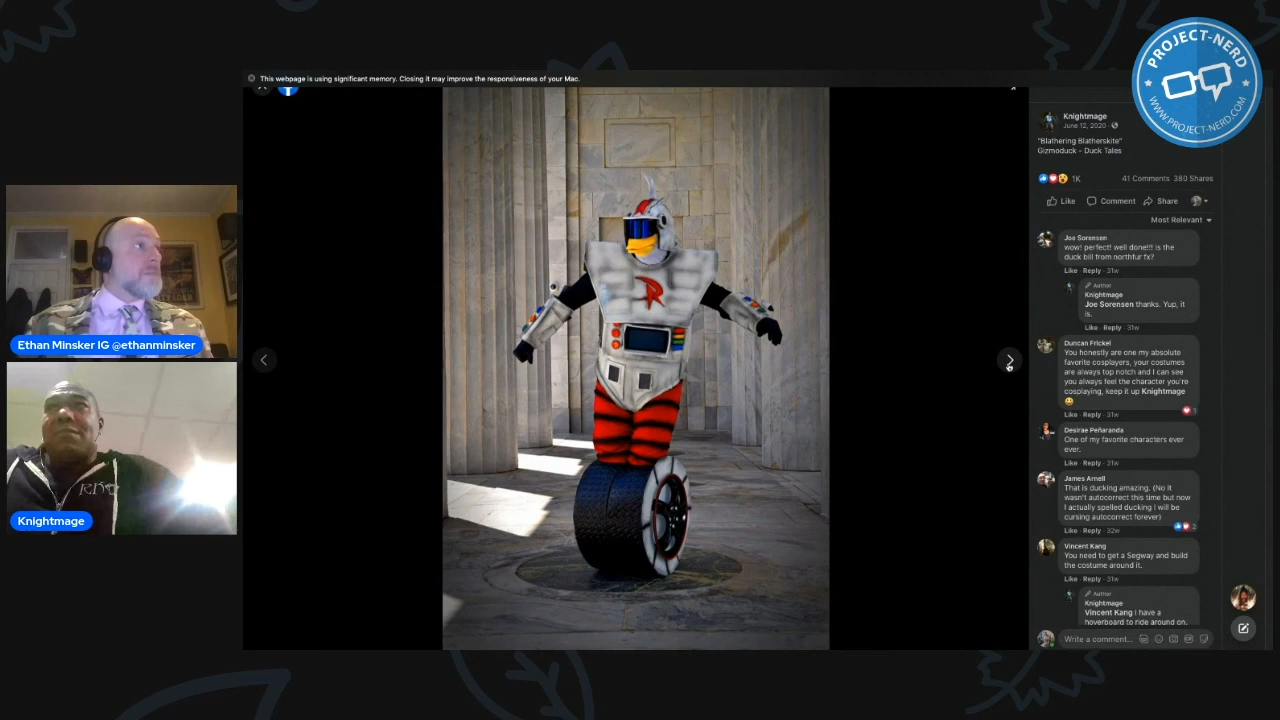 This webpage is using significant memory. Closing it may improve the responsiveness of your Mac.
PROJECT-NERD
WWW.PROJECT-NERD.COM
Knightmage
June 12, 2020
"Blathering Blatherskite"
Gizmoduck - Duck Tales
1K
41 Comments 380 Shares
Like
Comment
Share
Most Relevant
Joe Sorensen
wow! perfect! well done!!! is the
duck bill from northfur fx?
Like · Reply · 31w
Author
Knightmage
Joe Sorensen thanks. Yup, it
is.
Like · Reply · 31w
Duncan Frickel
You honestly are one my absolute
favorite cosplayers, your costumes
are always top notch and I can see
you always feel the character you're
cosplaying, keep it up Knightmage
1
Like · Reply · 31w
Desirae Peñaranda
One of my favorite characters ever
ever.
Like · Reply · 31w
James Arnell
That is ducking amazing. (No it
wasn't autocorrect this time but now
I actually spelled ducking I will be
cursing autocorrect forever)
2
Like · Reply · 32w
Vincent Kang
You need to get a Segway and build
the costume around it.
Like · Reply · 31w
Author
Knightmage
Vincent Kang I have a
hoverboard to ride around on.
Write a comment...
GIF
R
Ethan Minsker IG @ethanminsker
Knightmage